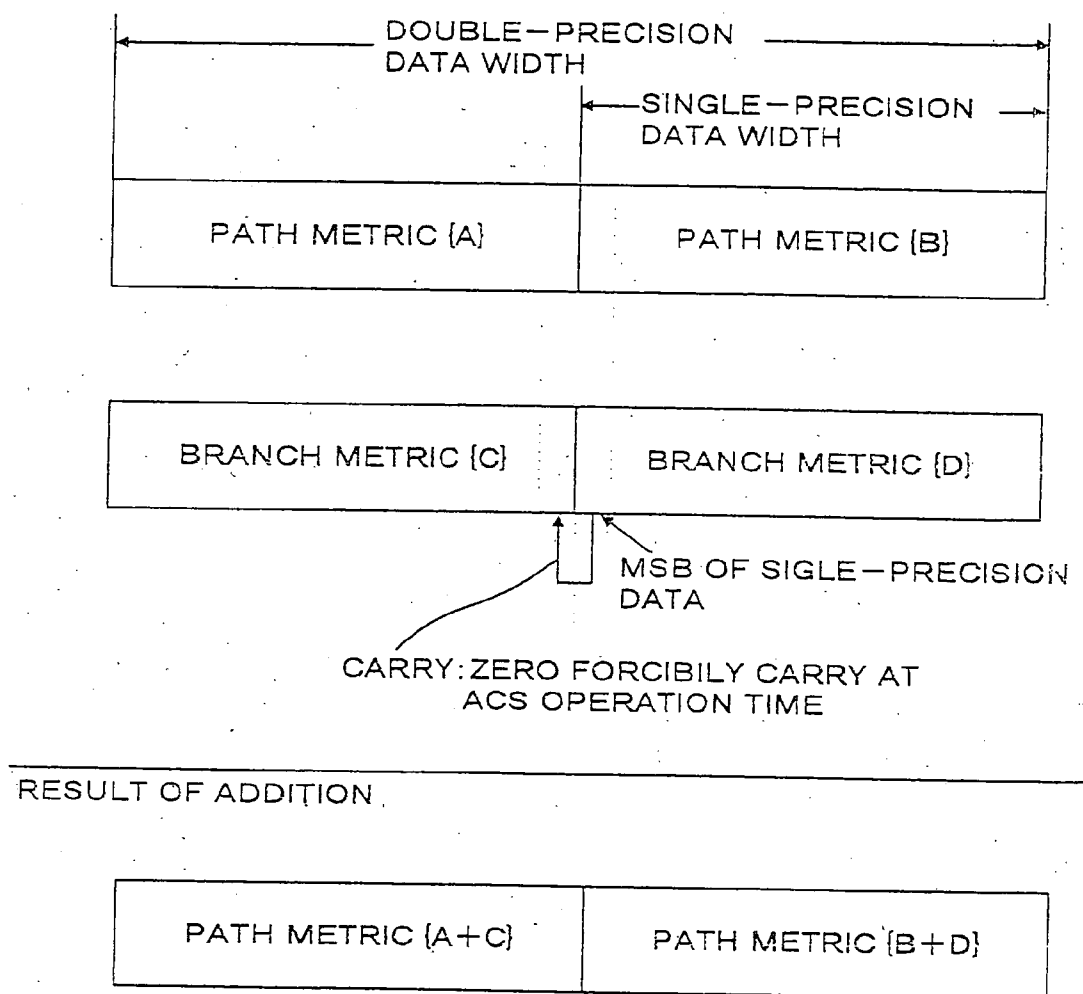 DOUBLE-PRECISION
DATA WIDTH
SINGLE-PRECISION
DATA WIDTH
PATH METRIC {A}
PATH METRIC {B}
BRANCH METRIC {C}
BRANCH METRIC {D}
MSB OF SIGLE-PRECISION
DATA
CARRY:ZERO FORCIBILY CARRY AT
ACS OPERATION TIME
RESULT OF ADDITION
PATH METRIC {A+C}
PATH METRIC {B+D}